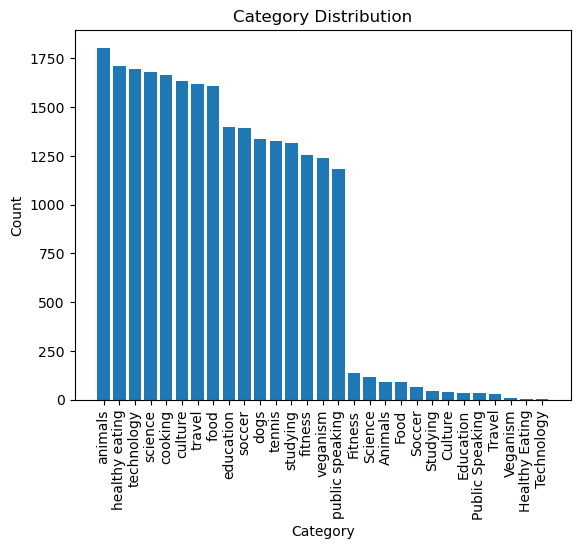 Category Distribution
Count
1750
1500
1250
1000
750
500
250
0
animals
healthy eating
technology
science
cooking
culture
travel
food
education
soccer
dogs
tennis
studying
fitness
veganism
public speaking
Fitness
Science
Animals
Food
Soccer
Studying
Culture
Education
Public Speaking
Travel
Veganism
Healthy Eating
Technology
Category